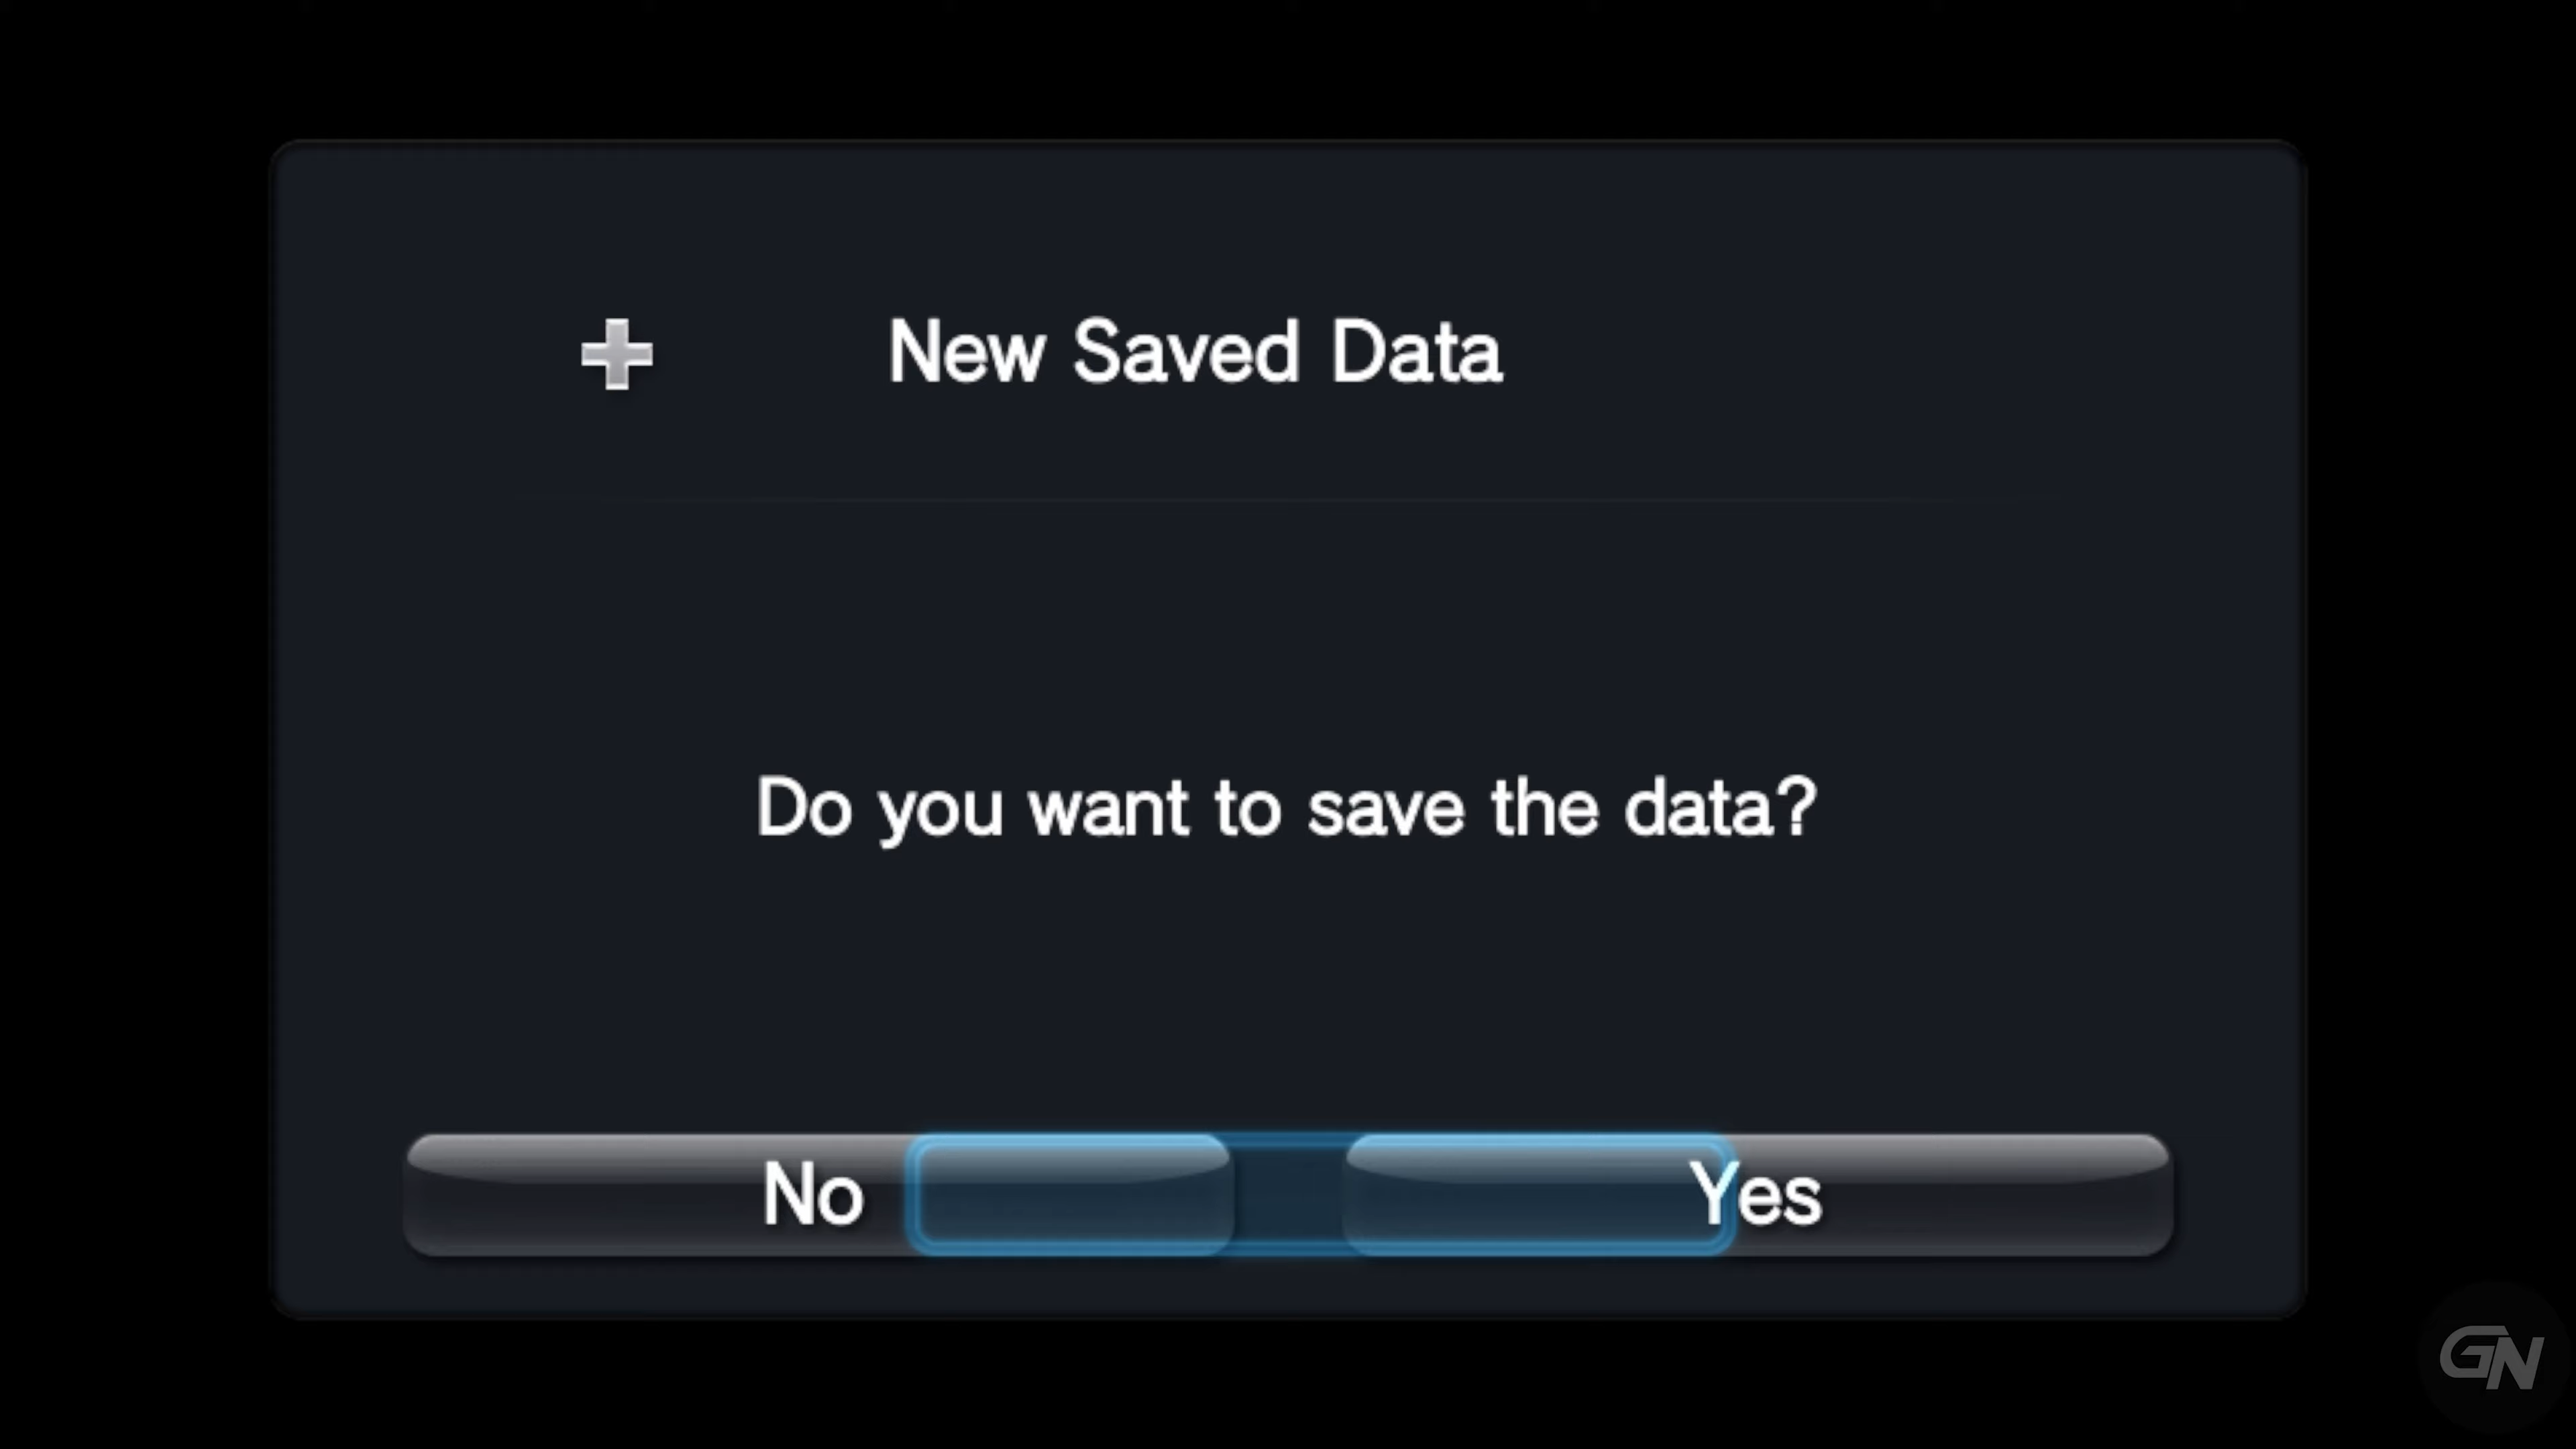 New Saved Data
Do you want to save the data?
No
Yes
GN